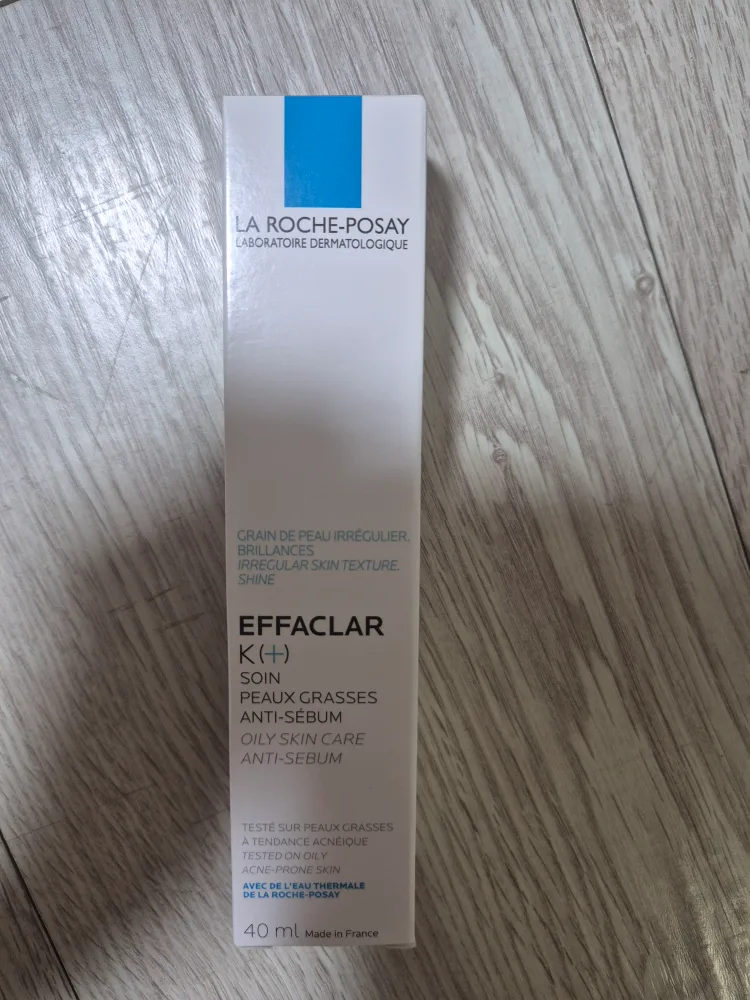 LA ROCHE-POSAY
LABORATOIRE DERMATOLOGIQUE
GRAIN DE PEAU IRRÉGULIER,
BRILLANCES
IRREGULAR SKIN TEXTURE,
SHINE
EFFACLAR
K(+)
SOIN
PEAUX GRASSES
ANTI-SÉBUM
OILY SKIN CARE
ANTI-SEBUM
TESTÉ SUR PEAUX GRASSES
À TENDANCE ACNÉIQUE
TESTED ON OILY
ACNE-PRONE SKIN
AVEC DE L'EAU THERMALE
DE LA ROCHE-POSAY
40 ml Made in France